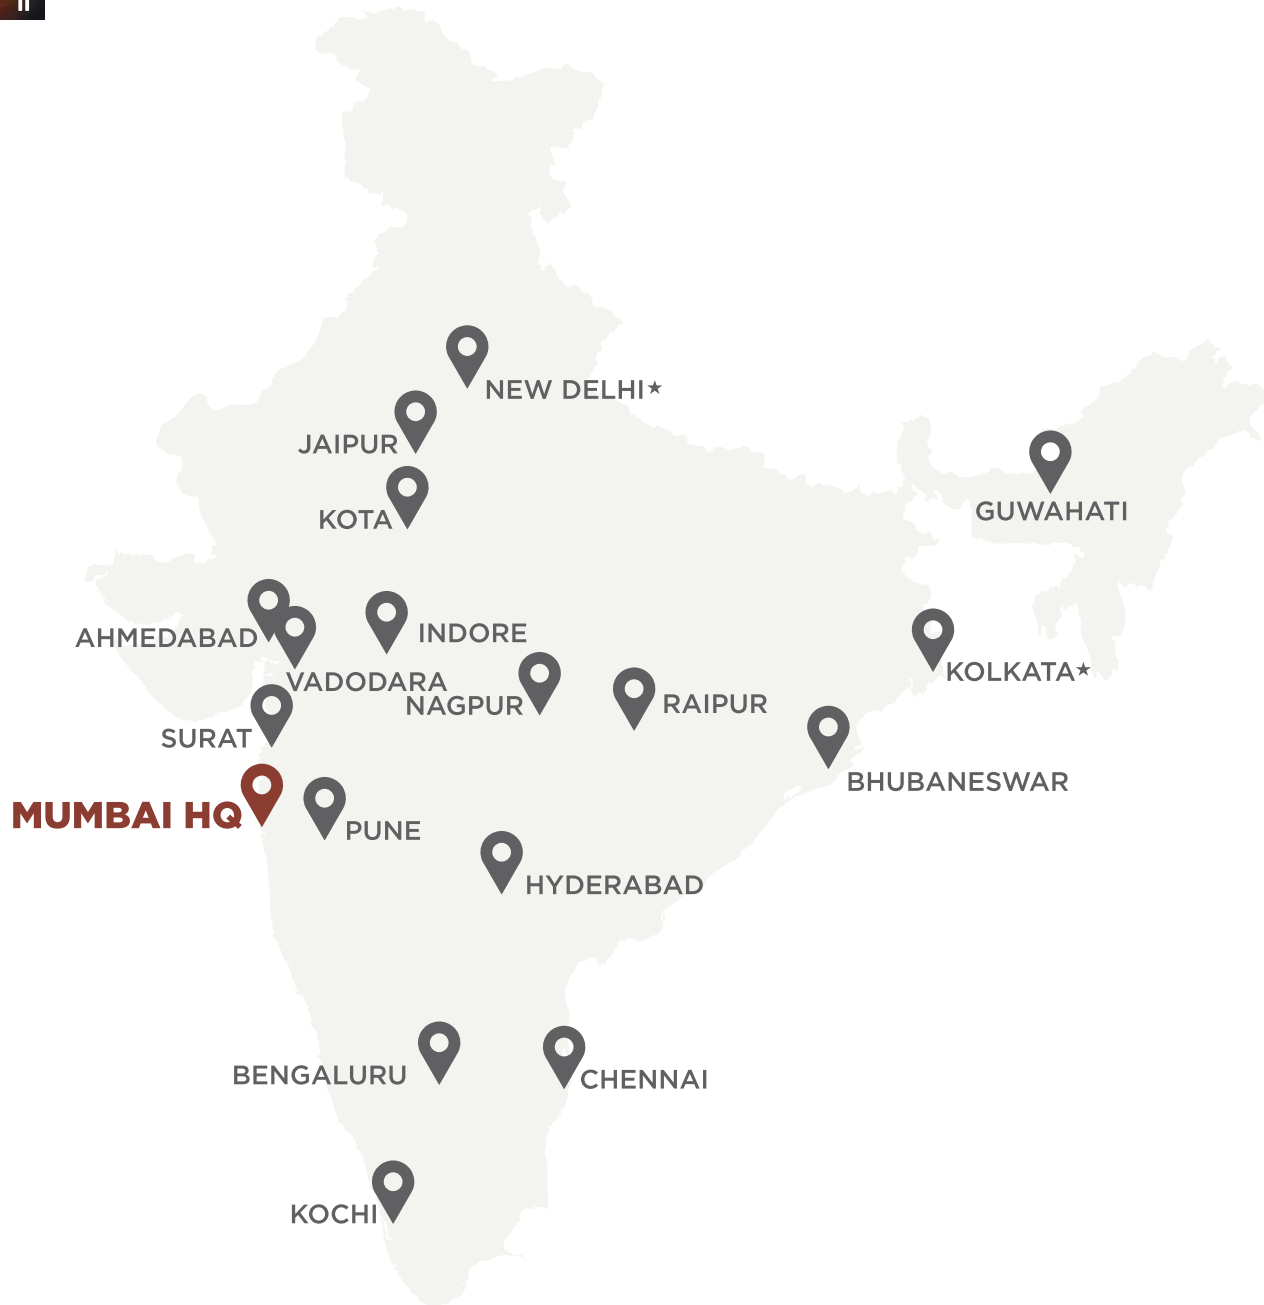 NEW DELHI★
JAIPUR
KOTA
GUWAHATI
AHMEDABAD
INDORE
VADODARA
NAGPUR
RAIPUR
KOLKATA★
SURAT
BHUBANESWAR
MUMBAI HQ
PUNE
HYDERABAD
BENGALURU
CHENNAI
KOCHI